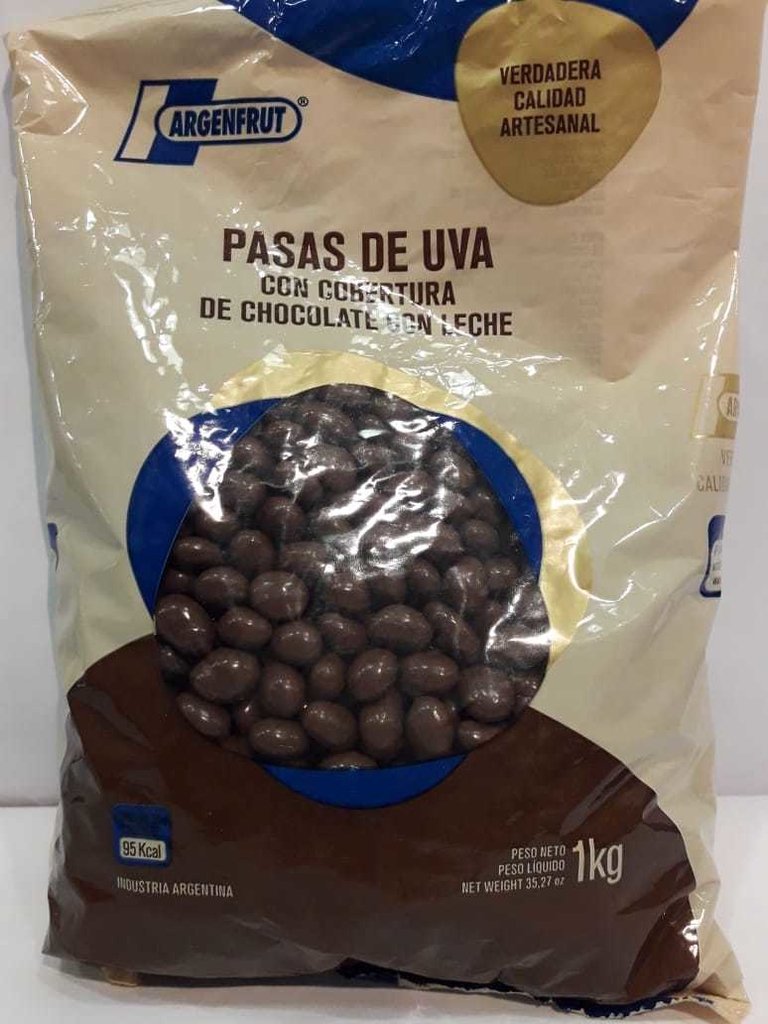 ARGENFRUT®
VERDADERA
CALIDAD
ARTESANAL
PASAS DE UVA
CON COBERTURA
DE CHOCOLATE CON LECHE
95 Kcal
INDUSTRIA ARGENTINA
PESO NETO
PESO LÍQUIDO
NET WEIGHT 35,27 oz
1kg